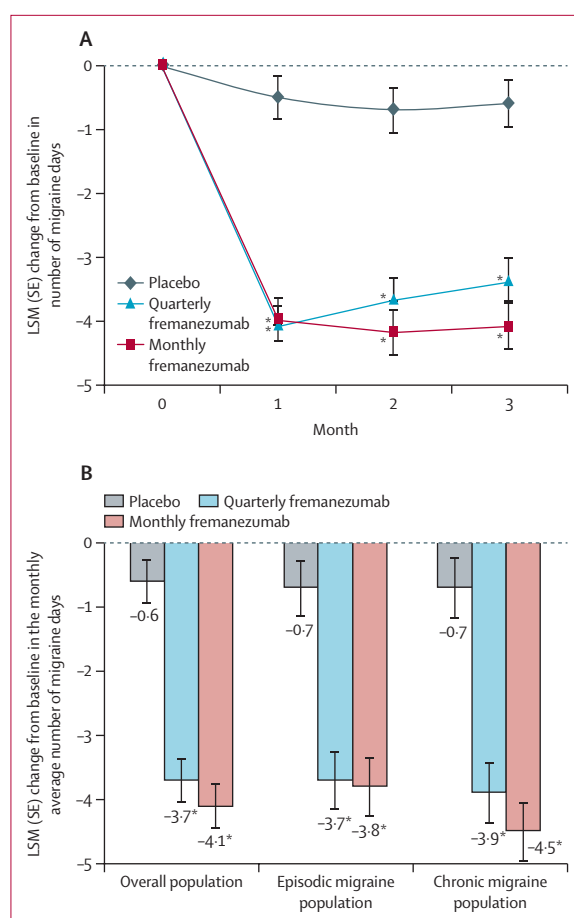 A
0
–1
–2
–3
–4
–5
LSM (SE) change from baseline in
number of migraine days
Placebo
Quarterly
fremanezumab
Monthly
fremanezumab
*
*
*
*
*
*
0
1
2
3
Month
B
Placebo
Quarterly fremanezumab
Monthly fremanezumab
0
–1
–2
–3
–4
–5
LSM (SE) change from baseline in the monthly
average number of migraine days
–0·6
–3·7*
–4·1*
–0·7
–3·7*
–3·8*
–0·7
–3·9*
–4·5*
Overall population
Episodic migraine
population
Chronic migraine
population